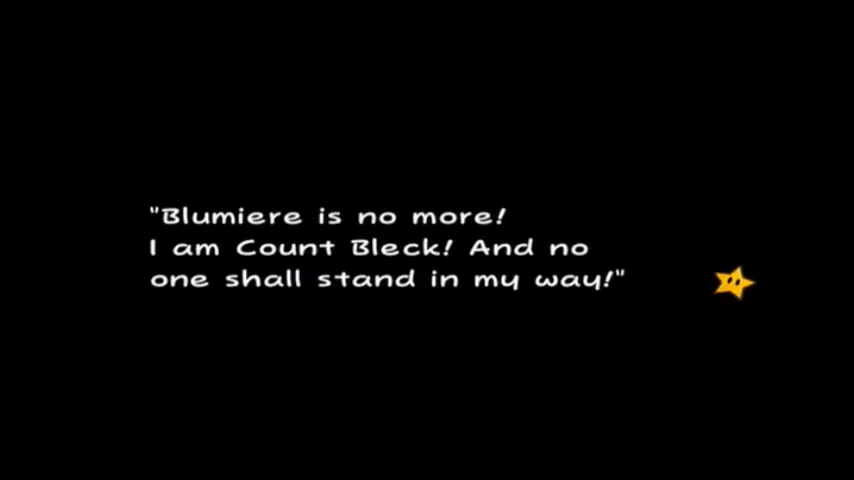 "Blumiere is no more!
I am Count Bleck! And no
one shall stand in my way!"